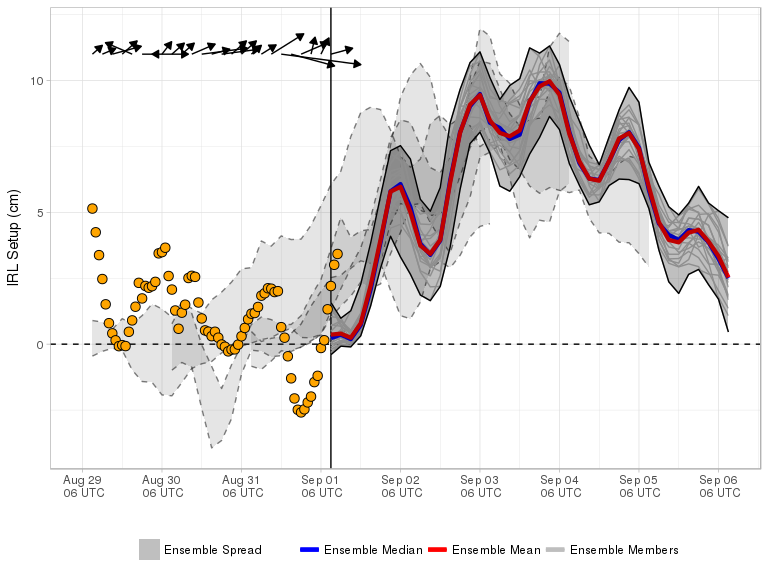 10
5
0
IRL Setup (cm)
Aug 29 Aug 30 Aug 31 Sep 01 Sep 02 Sep 03 Sep 04 Sep 05 Sep 06
06 UTC 06 UTC 06 UTC 06 UTC 06 UTC 06 UTC 06 UTC 06 UTC 06 UTC
Ensemble Spread Ensemble Median Ensemble Mean Ensemble Members